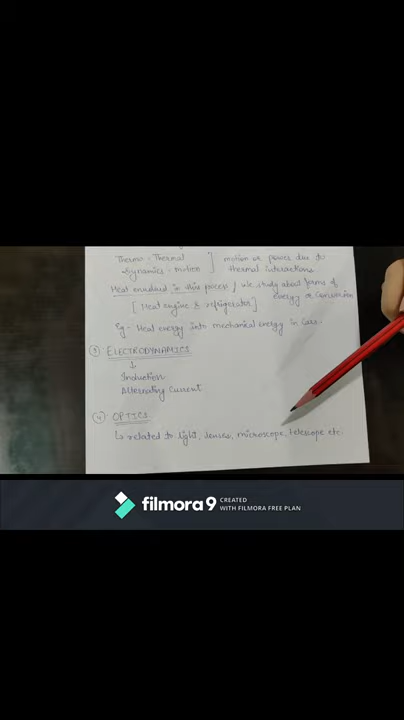 Thermo - Thermal
Dynamics - Motion
motion or power due to
thermal interactions
Heat involved in this process / we study about forms of
energy or conversion
[ Heat engine & refrigerator ]
Eg - Heat energy into mechanical energy in cars.
③ ELECTRODYNAMICS
↓
Induction
Alternating Current
④ OPTICS
↳ related to light, lenses, microscope, telescope etc.
filmora 9 CREATED
WITH FILMORA FREE PLAN